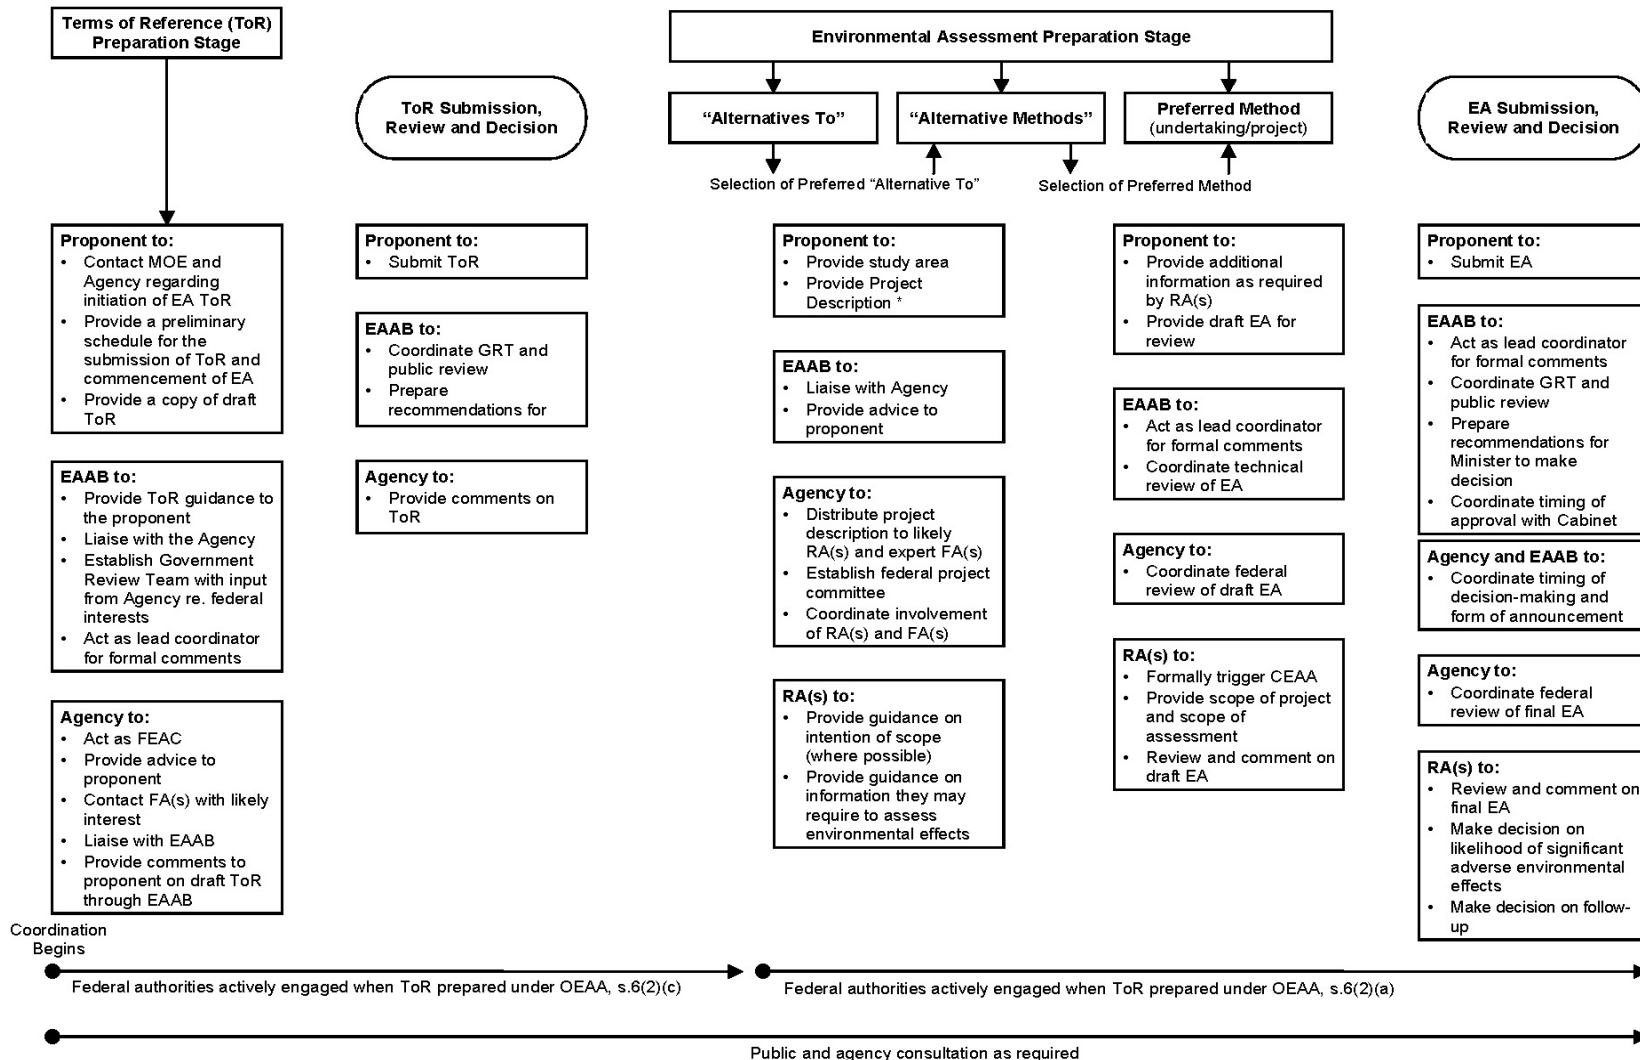 Terms of Reference (ToR)
Preparation Stage
ToR Submission,
Review and Decision
Environmental Assessment Preparation Stage
“Alternatives To”
“Alternative Methods”
Preferred Method
(undertaking/project)
Selection of Preferred “Alternative To”
Selection of Preferred Method
EA Submission,
Review and Decision
Proponent to:
• Contact MOE and
Agency regarding
initiation of EA ToR
• Provide a preliminary
schedule for the
submission of ToR and
commencement of EA
• Provide a copy of draft
ToR
EAAB to:
• Provide ToR guidance to
the proponent
• Liaise with the Agency
• Establish Government
Review Team with input
from Agency re. federal
interests
• Act as lead coordinator
for formal comments
Agency to:
• Act as FEAC
• Provide advice to
proponent
• Contact FA(s) with likely
interest
• Liaise with EAAB
• Provide comments to
proponent on draft ToR
through EAAB
Proponent to:
• Submit ToR
EAAB to:
• Coordinate GRT and
public review
• Prepare
recommendations for
Agency to:
• Provide comments on
ToR
Proponent to:
• Provide study area
• Provide Project
Description *
EAAB to:
• Liaise with Agency
• Provide advice to
proponent
Agency to:
• Distribute project
description to likely
RA(s) and expert FA(s)
• Establish federal project
committee
• Coordinate involvement
of RA(s) and FA(s)
RA(s) to:
• Provide guidance on
intention of scope
(where possible)
• Provide guidance on
information they may
require to assess
environmental effects
Proponent to:
• Provide additional
information as required
by RA(s)
• Provide draft EA for
review
EAAB to:
• Act as lead coordinator
for formal comments
• Coordinate technical
review of EA
Agency to:
• Coordinate federal
review of draft EA
RA(s) to:
• Formally trigger CEAA
• Provide scope of project
and scope of
assessment
• Review and comment on
draft EA
Proponent to:
• Submit EA
EAAB to:
• Act as lead coordinator
for formal comments
• Coordinate GRT and
public review
• Prepare
recommendations for
Minister to make
decision
• Coordinate timing of
approval with Cabinet
Agency and EAAB to:
• Coordinate timing of
decision-making and
form of announcement
Agency to:
• Coordinate federal
review of final EA
RA(s) to:
• Review and comment on
final EA
• Make decision on
likelihood of significant
adverse environmental
effects
• Make decision on follow-
up
Coordination
Begins
Federal authorities actively engaged when ToR prepared under OEAA, s.6(2)(c)
Federal authorities actively engaged when ToR prepared under OEAA, s.6(2)(a)
Public and agency consultation as required